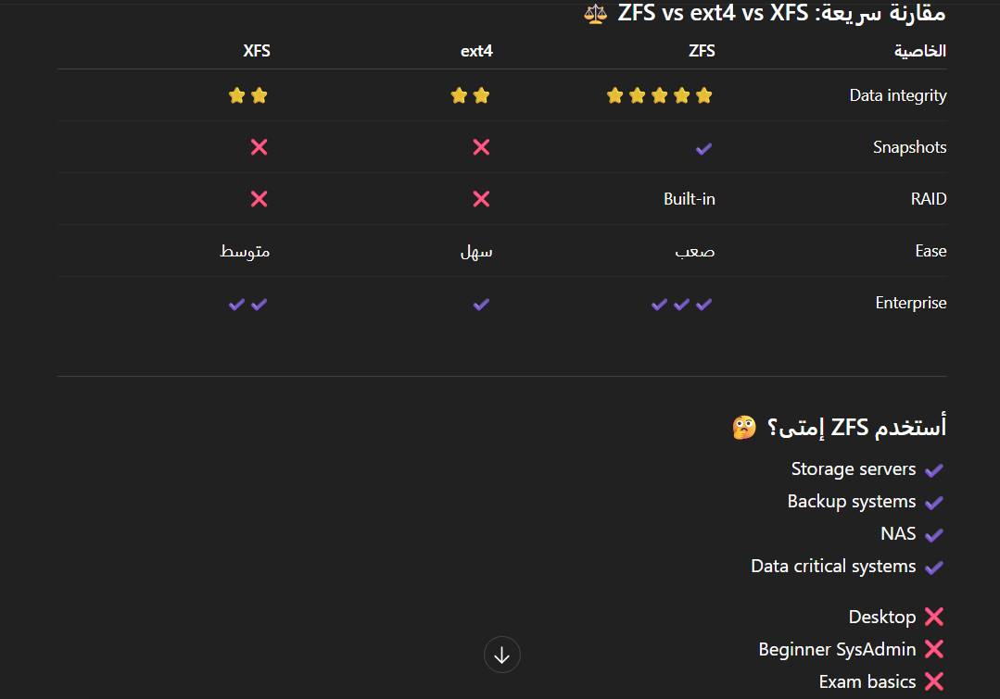 مقارنة سريعة: ZFS vs ext4 vs XFS ⚖️
الخاصية ZFS ext4 XFS
Data integrity ⭐⭐⭐⭐⭐ ⭐⭐ ⭐⭐
Snapshots ✔ ❌ ❌
RAID Built-in ❌ ❌
Ease صعب سهل متوسط
Enterprise ✔✔✔ ✔ ✔✔
أستخدم ZFS إمتى؟ 🤔
✔ Storage servers
✔ Backup systems
✔ NAS
✔ Data critical systems
❌ Desktop
❌ Beginner SysAdmin
❌ Exam basics